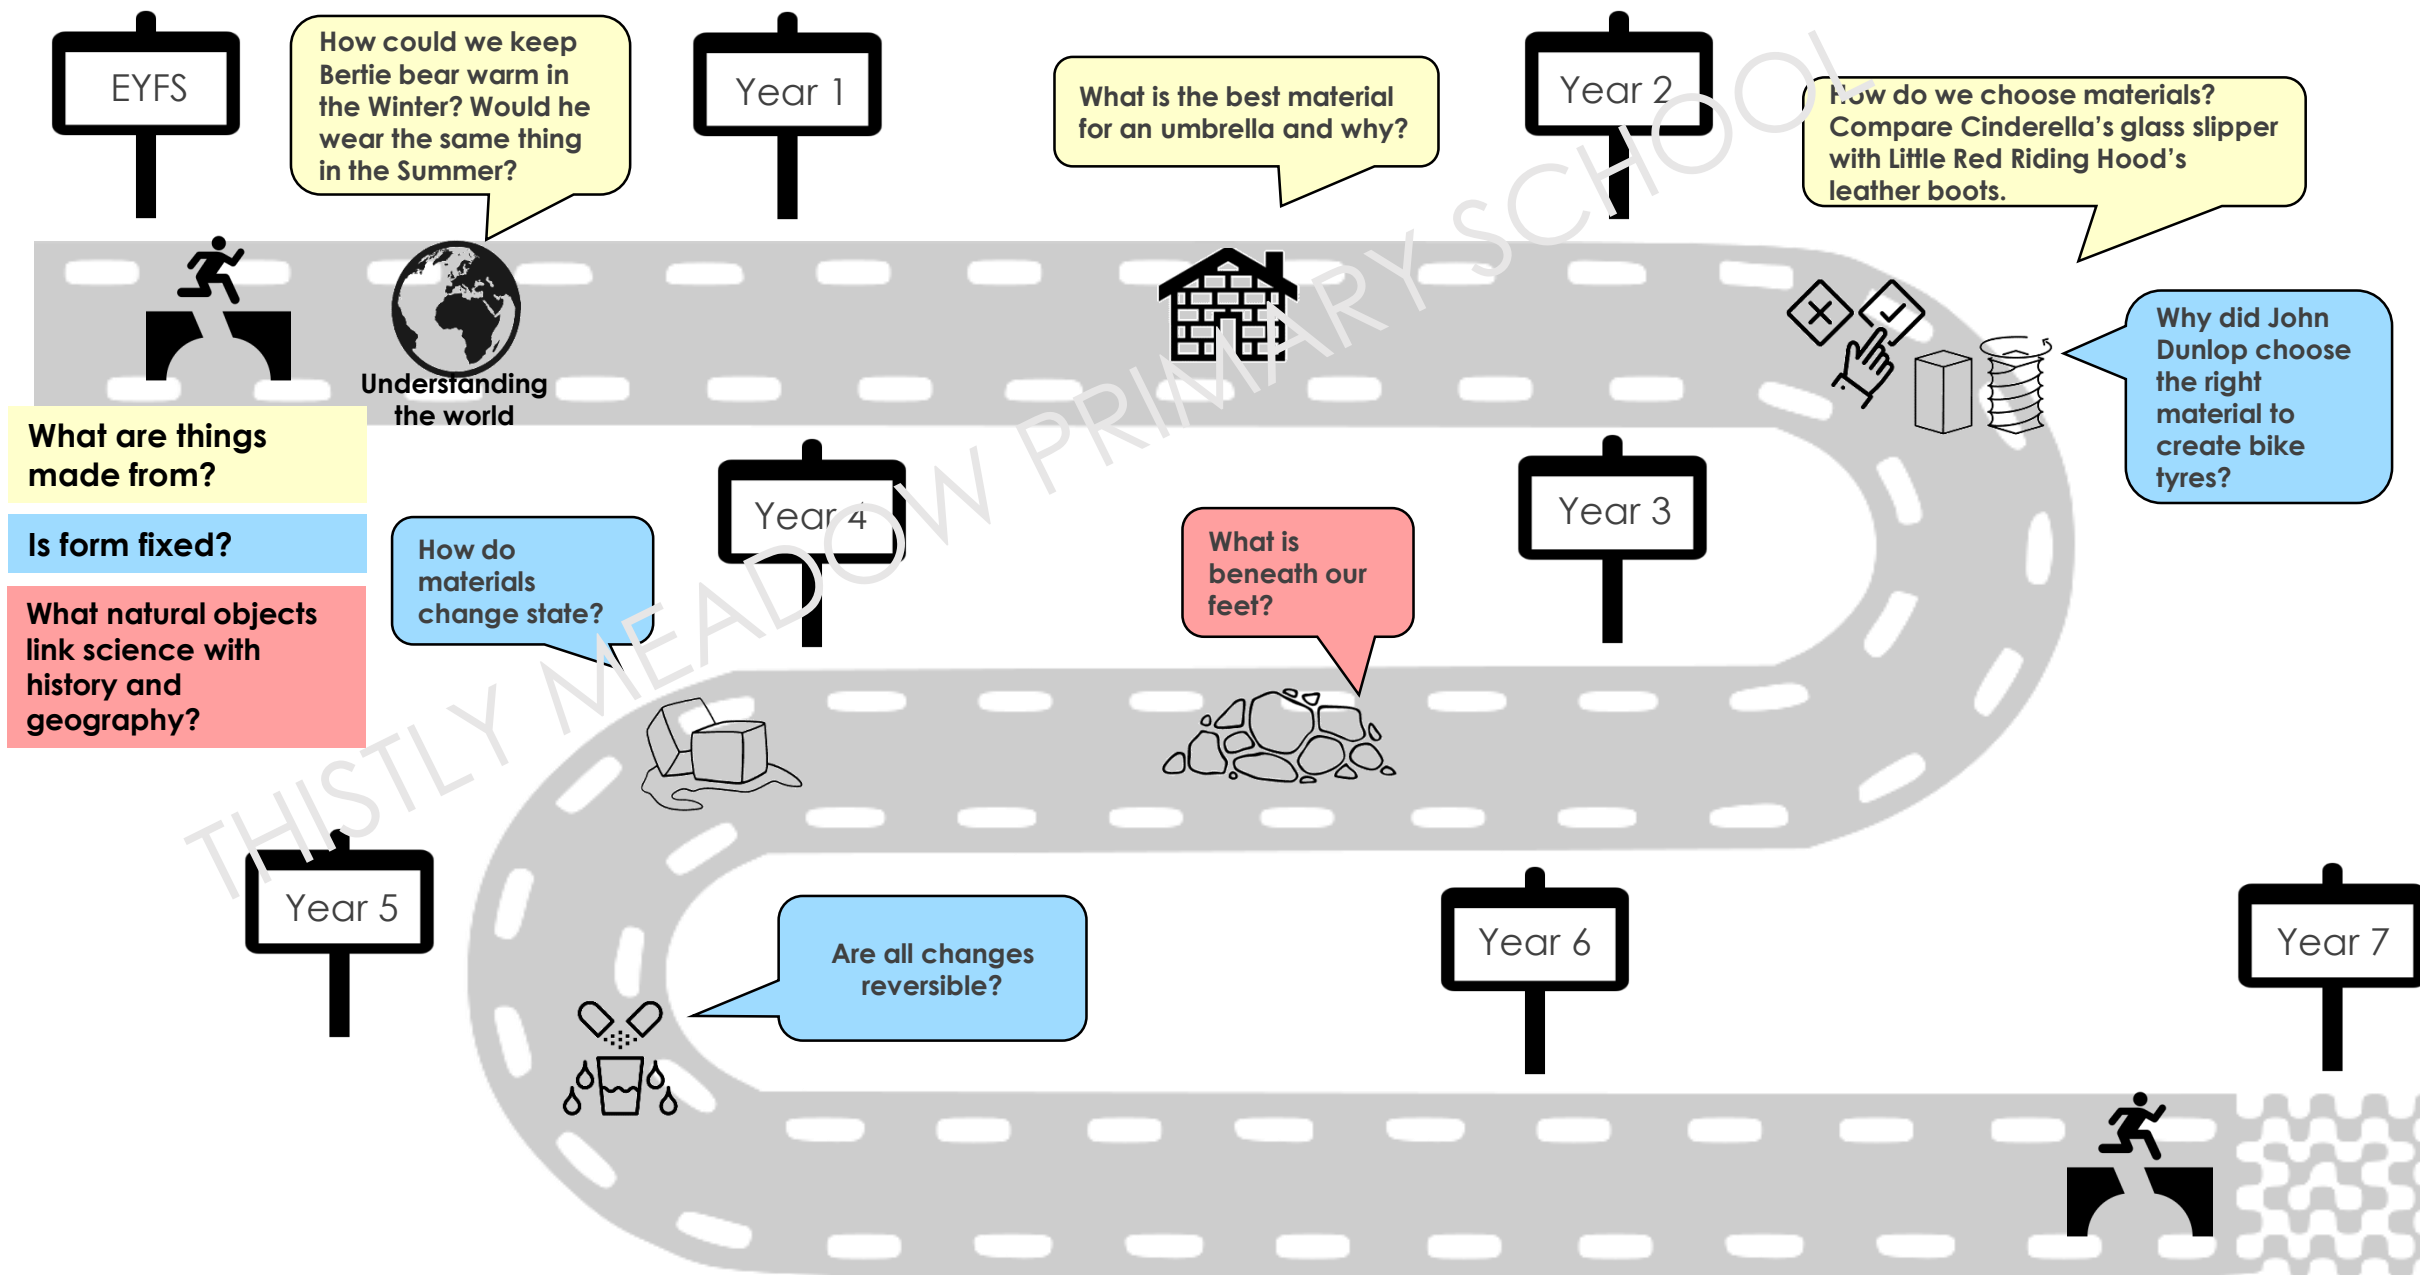 EYFS
How could we keep
Bertie bear warm in
the Winter? Would he
wear the same thing
in the Summer?
Year 1
What is the best material
for an umbrella and why?
Year 2
How do we choose materials?
Compare Cinderella's glass slipper
with Little Red Riding Hood's
leather boots.
Understanding
the world
Why did John
Dunlop choose
the right
material to
create bike
tyres?
What are things
made from?
Is form fixed?
What natural objects
link science with
history and
geography?
How do
materials
change state?
Year 4
What is
beneath our
feet?
Year 3
THISTLY MEADOW PRIMARY SCHOOL
Year 5
Are all changes
reversible?
Year 6
Year 7